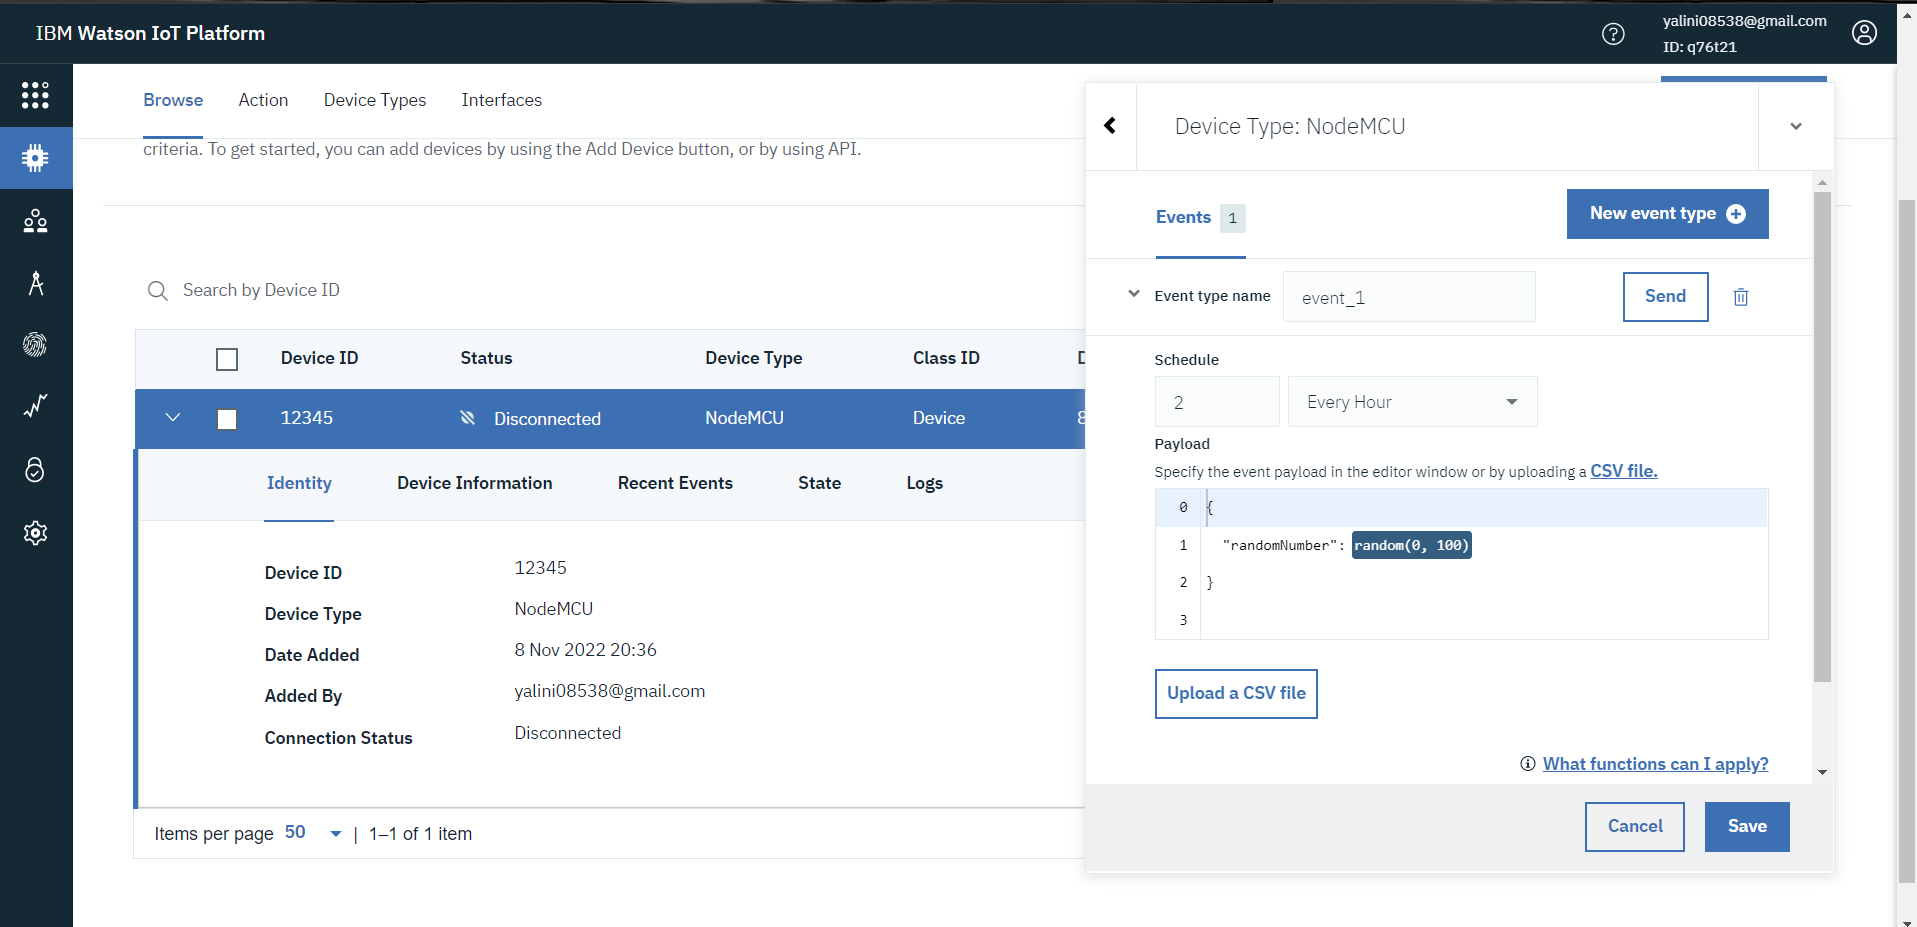 IBM Watson IoT Platform
yalini08538@gmail.com
ID: q76t21
Browse Action Device Types Interfaces
criteria. To get started, you can add devices by using the Add Device button, or by using API.
Search by Device ID
Device ID Status Device Type Class ID D
12345 Disconnected NodeMCU Device 8
Identity Device Information Recent Events State Logs
Device ID 12345
Device Type NodeMCU
Date Added 8 Nov 2022 20:36
Added By yalini08538@gmail.com
Connection Status Disconnected
Items per page 50 | 1–1 of 1 item
Device Type: NodeMCU
Events 1
New event type
Event type name event_1 Send
Schedule
2 Every Hour
Payload
Specify the event payload in the editor window or by uploading a CSV file.
0 {
1 "randomNumber": random(0, 100)
2 }
3
Upload a CSV file
What functions can I apply?
Cancel Save